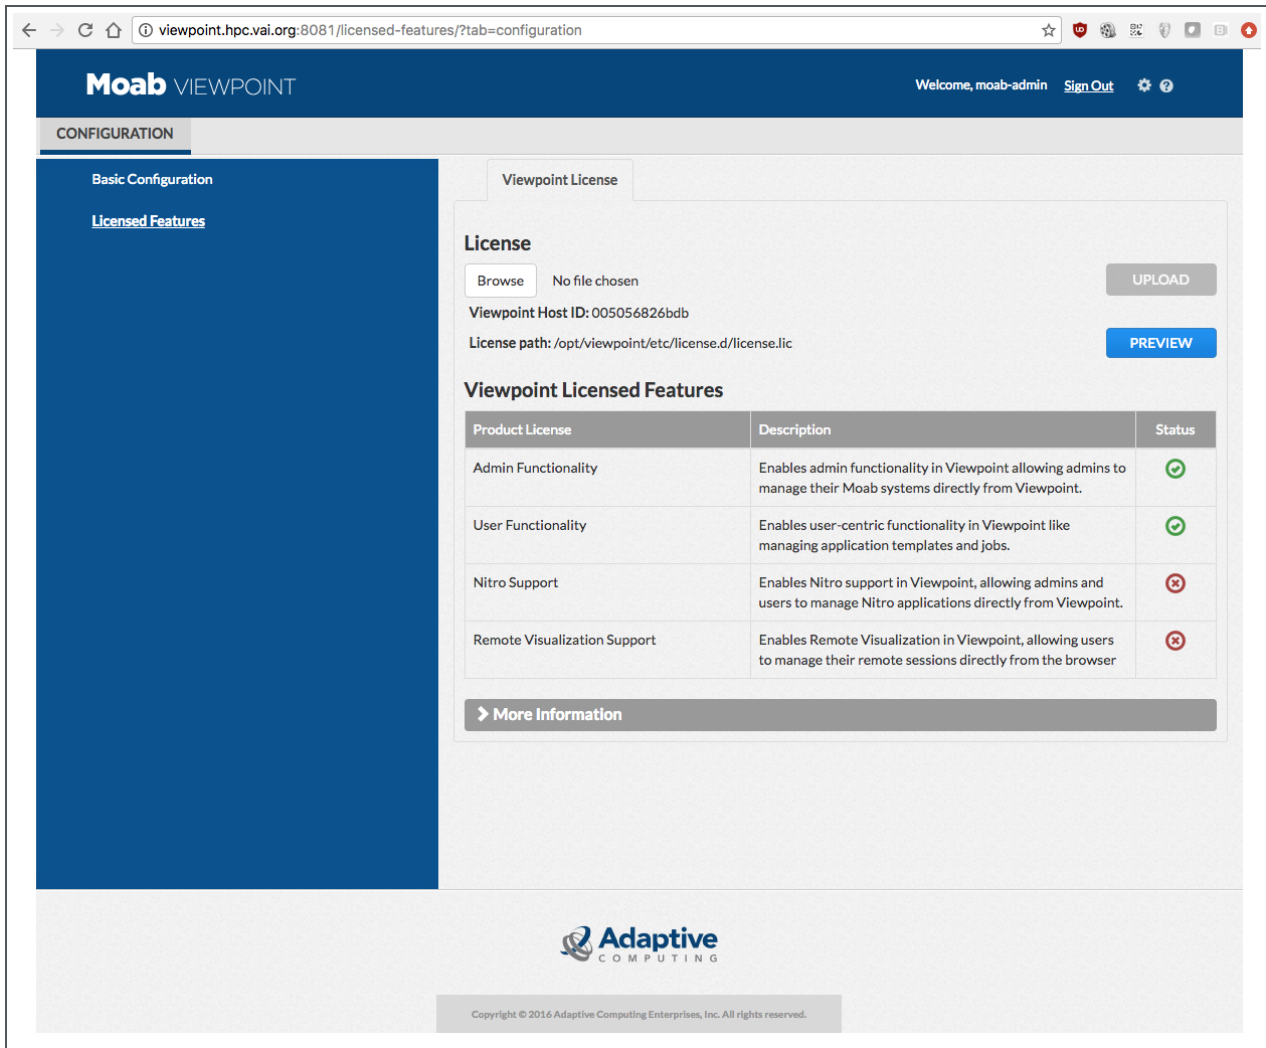 viewpoint.hpc.vai.org:8081/licensed-features/?tab=configuration
Moab VIEWPOINT
Welcome, moab-admin Sign Out
CONFIGURATION
Basic Configuration
Licensed Features
Viewpoint License
License
Browse No file chosen UPLOAD
Viewpoint Host ID: 005056826bdb
License path: /opt/viewpoint/etc/license.d/license.lic PREVIEW
Viewpoint Licensed Features
Product License Description Status
Admin Functionality Enables admin functionality in Viewpoint allowing admins to
manage their Moab systems directly from Viewpoint.
User Functionality Enables user-centric functionality in Viewpoint like
managing application templates and jobs.
Nitro Support Enables Nitro support in Viewpoint, allowing admins and
users to manage Nitro applications directly from Viewpoint.
Remote Visualization Support Enables Remote Visualization in Viewpoint, allowing users
to manage their remote sessions directly from the browser
More Information
Adaptive
COMPUTING
Copyright © 2016 Adaptive Computing Enterprises, Inc. All rights reserved.